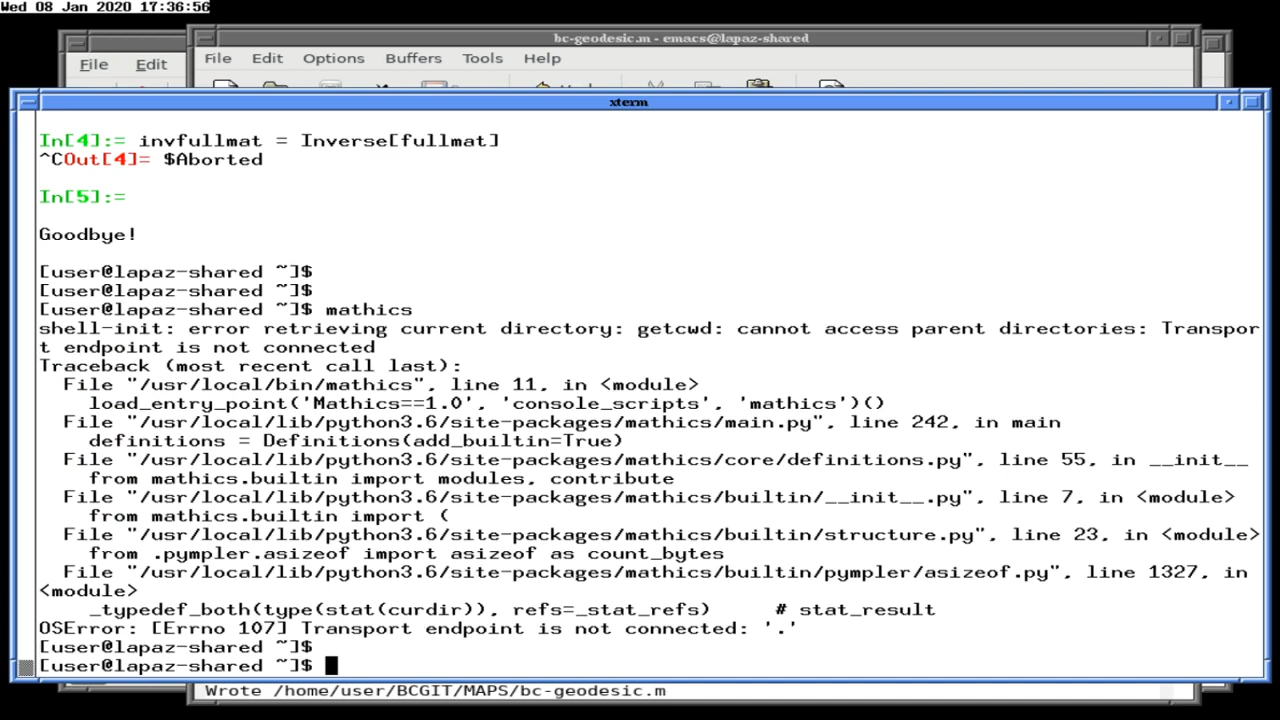 Wed 08 Jan 2020 17:36:56
bc-geodesic.m - emacs@lapaz-shared
File Edit
File Edit Options Buffers Tools Help
xterm
In[4]:= invfullmat = Inverse[fullmat]
^COut[4]= $Aborted
In[5]:=
Goodbye!
[user@lapaz-shared ~]$
[user@lapaz-shared ~]$
[user@lapaz-shared ~]$ mathics
shell-init: error retrieving current directory: getcwd: cannot access parent directories: Transpor
t endpoint is not connected
Traceback (most recent call last):
  File "/usr/local/bin/mathics", line 11, in <module>
    load_entry_point('Mathics==1.0', 'console_scripts', 'mathics')()
  File "/usr/local/lib/python3.6/site-packages/mathics/main.py", line 242, in main
    definitions = Definitions(add_builtin=True)
  File "/usr/local/lib/python3.6/site-packages/mathics/core/definitions.py", line 55, in __init__
    from mathics.builtin import modules, contribute
  File "/usr/local/lib/python3.6/site-packages/mathics/builtin/__init__.py", line 7, in <module>
    from mathics.builtin import (
  File "/usr/local/lib/python3.6/site-packages/mathics/builtin/structure.py", line 23, in <module>
    from .pympler.asizeof import asizeof as count_bytes
  File "/usr/local/lib/python3.6/site-packages/mathics/builtin/pympler/asizeof.py", line 1327, in
<module>
    _typedef_both(type(stat(curdir)), refs=_stat_refs)     # stat_result
OSError: [Errno 107] Transport endpoint is not connected: '.'
[user@lapaz-shared ~]$
[user@lapaz-shared ~]$
Wrote /home/user/BCGIT/MAPS/bc-geodesic.m